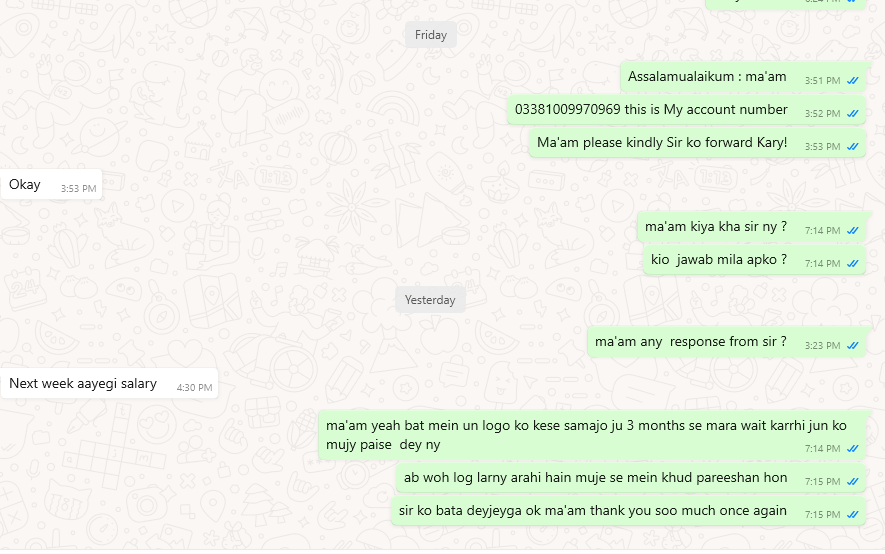 Friday
Assalamualaikum : ma'am 3:51 PM
03381009970969 this is My account number 3:52 PM
Ma'am please kindly Sir ko forward Kary! 3:53 PM
Okay 3:53 PM
ma'am kiya kha sir ny ? 7:14 PM
kio jawab mila apko ? 7:14 PM
Yesterday
ma'am any response from sir ? 3:23 PM
Next week aayegi salary 4:30 PM
ma'am yeah bat mein un logo ko kese samajo ju 3 months se mara wait karrhi jun ko
mujy paise dey ny 7:14 PM
ab woh log larny arahi hain muje se mein khud pareeshan hon 7:15 PM
sir ko bata deyjeyga ok ma'am thank you soo much once again 7:15 PM